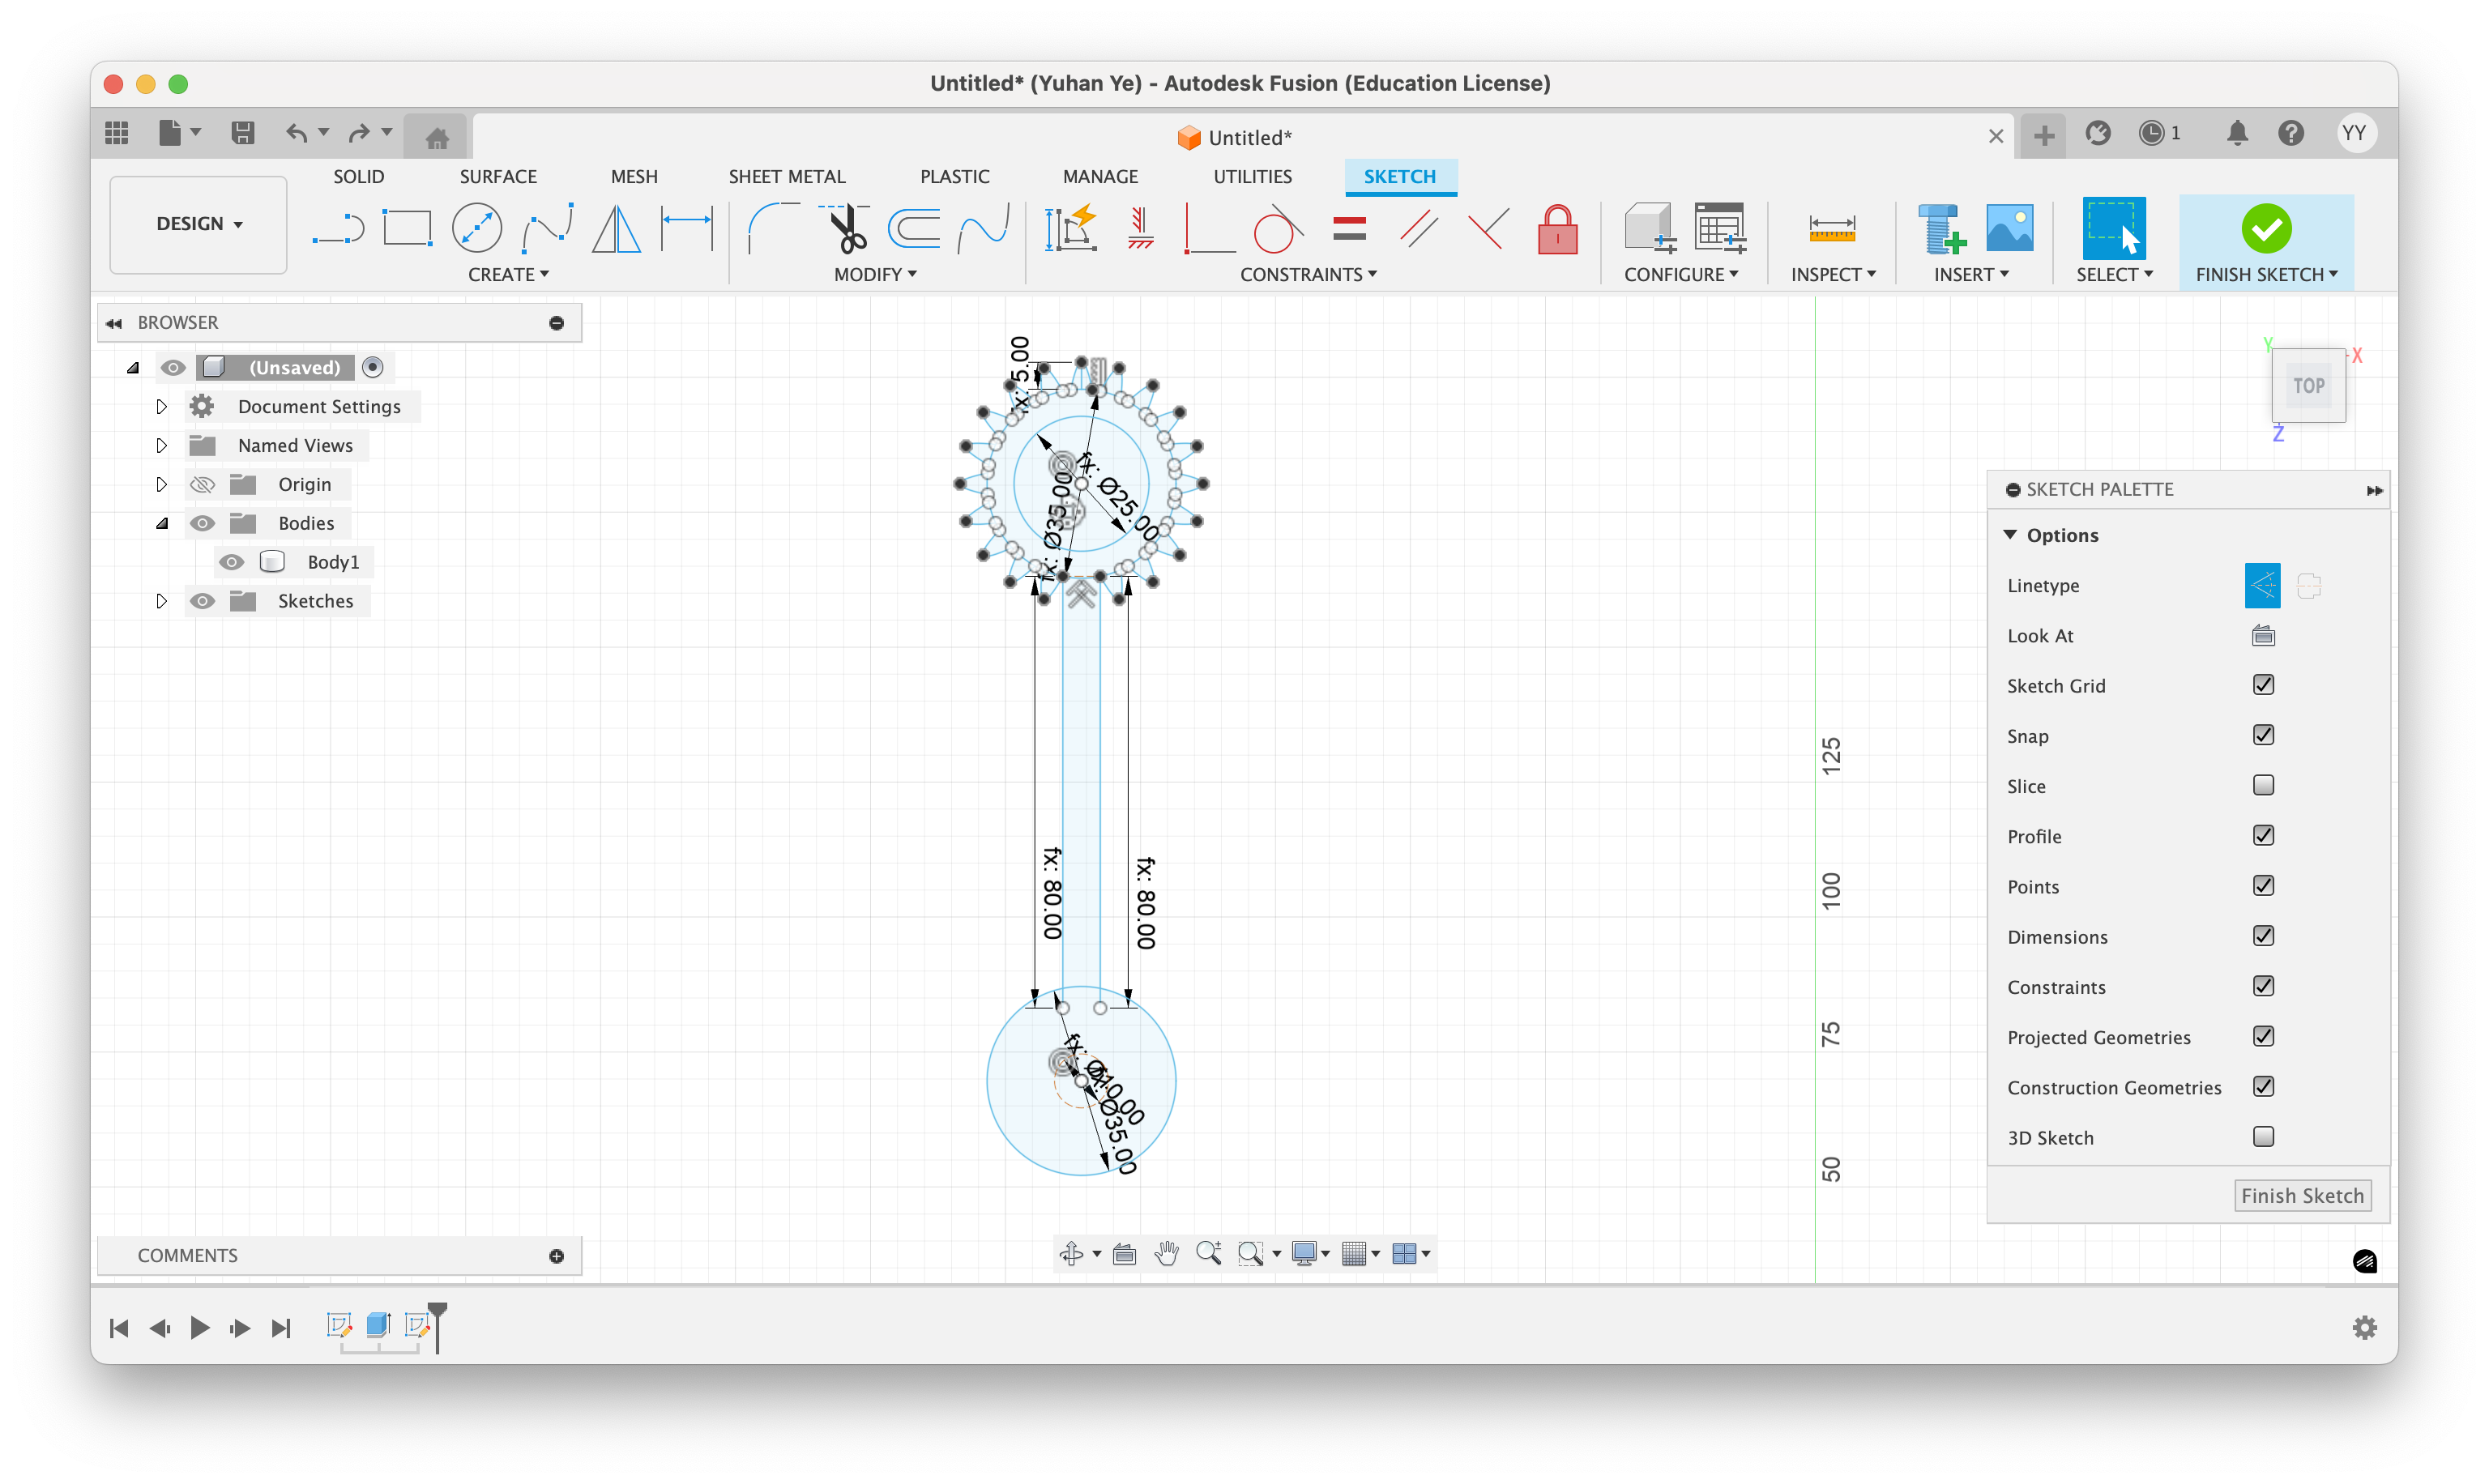 Untitled* (Yuhan Ye) - Autodesk Fusion (Education License)
Untitled*
1
YY
DESIGN
SOLID
SURFACE
MESH
SHEET METAL
PLASTIC
MANAGE
UTILITIES
SKETCH
CREATE
MODIFY
CONSTRAINTS
CONFIGURE
INSPECT
INSERT
SELECT
FINISH SKETCH
BROWSER
(Unsaved)
Document Settings
Named Views
Origin
Bodies
Body1
Sketches
fx: 5.00
fx: Ø25.00
fx: Ø35.00
fx: 80.00
fx: 80.00
fx: Ø10.00
fx: Ø35.00
125
100
75
50
Y
X
TOP
Z
SKETCH PALETTE
Options
Linetype
Look At
Sketch Grid
Snap
Slice
Profile
Points
Dimensions
Constraints
Projected Geometries
Construction Geometries
3D Sketch
Finish Sketch
COMMENTS